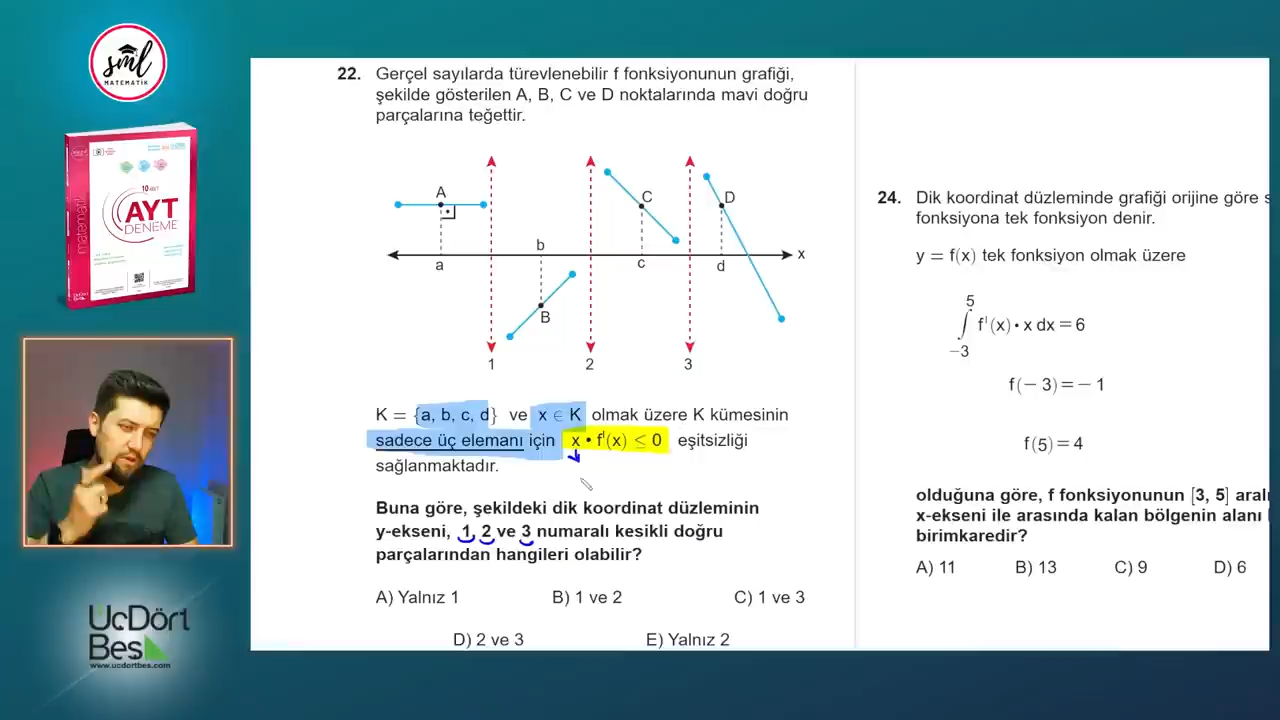 sml
MATEMATİK
10 ADET
AYT
DENEME
matematik
ÜçDört
Beş
www.ucdortbes.com
22. Gerçel sayılarda türevlenebilir f fonksiyonunun grafiği,
şekilde gösterilen A, B, C ve D noktalarında mavi doğru
parçalarına teğettir.
A
C
D
b
x
a
c
d
B
1
2
3
K = {a, b, c, d} ve x ∈ K olmak üzere K kümesinin
sadece üç elemanı için x • f'(x) ≤ 0 eşitsizliği
sağlanmaktadır.
Buna göre, şekildeki dik koordinat düzleminin
y-ekseni, 1, 2 ve 3 numaralı kesikli doğru
parçalarından hangileri olabilir?
A) Yalnız 1 B) 1 ve 2 C) 1 ve 3
D) 2 ve 3 E) Yalnız 2
24. Dik koordinat düzleminde grafiği orijine göre s
fonksiyona tek fonksiyon denir.
y = f(x) tek fonksiyon olmak üzere
5
∫ f'(x) • x dx = 6
−3
f(−3) = −1
f(5) = 4
olduğuna göre, f fonksiyonunun [3, 5] aral
x-ekseni ile arasında kalan bölgenin alanı
birimkaredir?
A) 11 B) 13 C) 9 D) 6